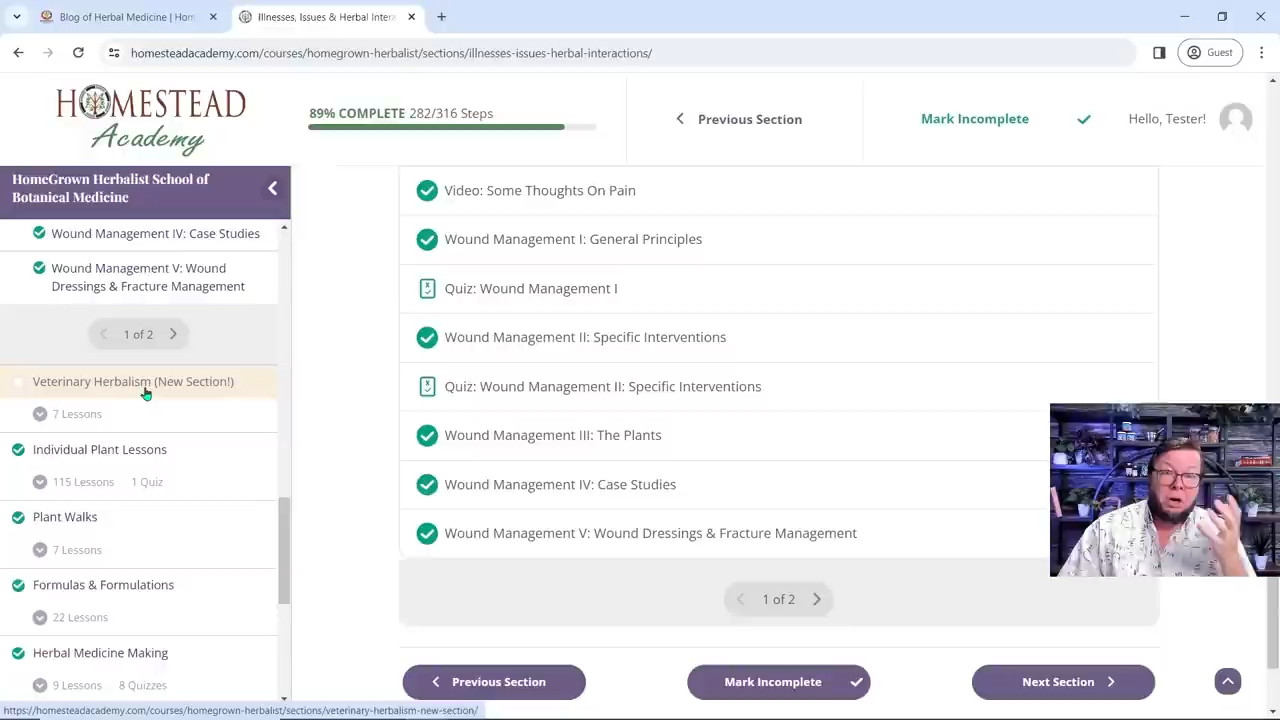 Blog of Herbal Medicine | Hom
Illnesses, Issues & Herbal Inter
homesteadacademy.com/courses/homegrown-herbalist/sections/illnesses-issues-herbal-interactions/
Guest
HOMESTEAD
Academy
89% COMPLETE 282/316 Steps
Previous Section
Mark Incomplete
Hello, Tester!
HomeGrown Herbalist School of
Botanical Medicine
Wound Management IV: Case Studies
Wound Management V: Wound
Dressings & Fracture Management
1 of 2
Veterinary Herbalism (New Section!)
7 Lessons
Individual Plant Lessons
115 Lessons 1 Quiz
Plant Walks
7 Lessons
Formulas & Formulations
22 Lessons
Herbal Medicine Making
9 Lessons 8 Quizzes
Video: Some Thoughts On Pain
Wound Management I: General Principles
Quiz: Wound Management I
Wound Management II: Specific Interventions
Quiz: Wound Management II: Specific Interventions
Wound Management III: The Plants
Wound Management IV: Case Studies
Wound Management V: Wound Dressings & Fracture Management
1 of 2
Previous Section
Mark Incomplete
Next Section
https://homesteadacademy.com/courses/homegrown-herbalist/sections/veterinary-herbalism-new-section/